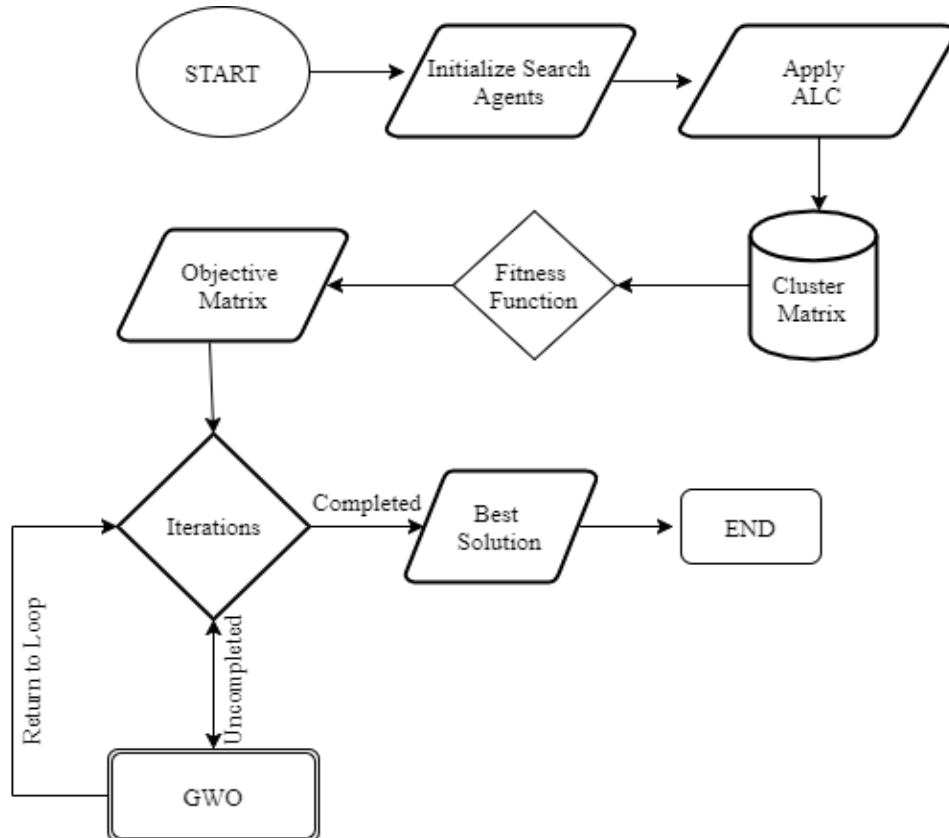 START
Initialize Search
Agents
Apply
ALC
Objective
Matrix
Fitness
Function
Cluster
Matrix
Iterations
Completed
Best
Solution
END
Return to Loop
Uncompleted
GWO